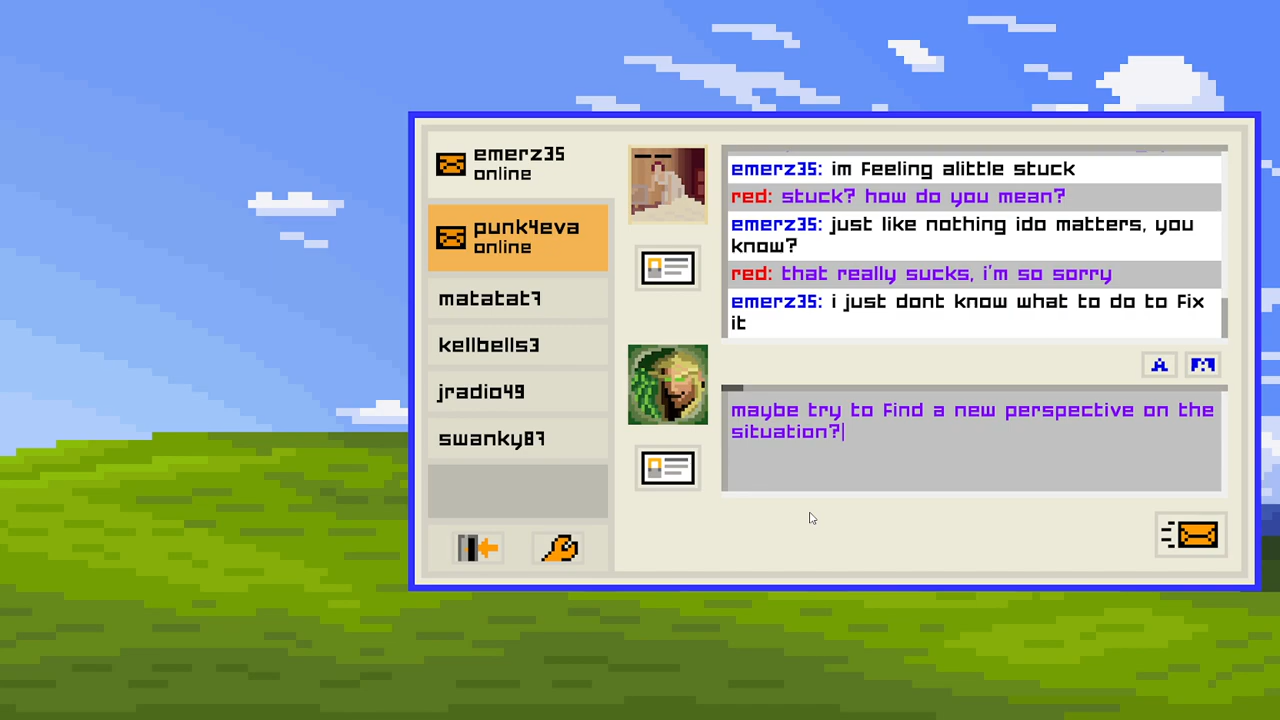 emerz35
online
punk4eva
online
matatat7
kellbells3
jradio49
swanky87
emerz35: im feeling alittle stuck
red: stuck? how do you mean?
emerz35: just like nothing ido matters, you
know?
red: that really sucks, i'm so sorry
emerz35: i just dont know what to do to fix
it
A
maybe try to find a new perspective on the
situation?